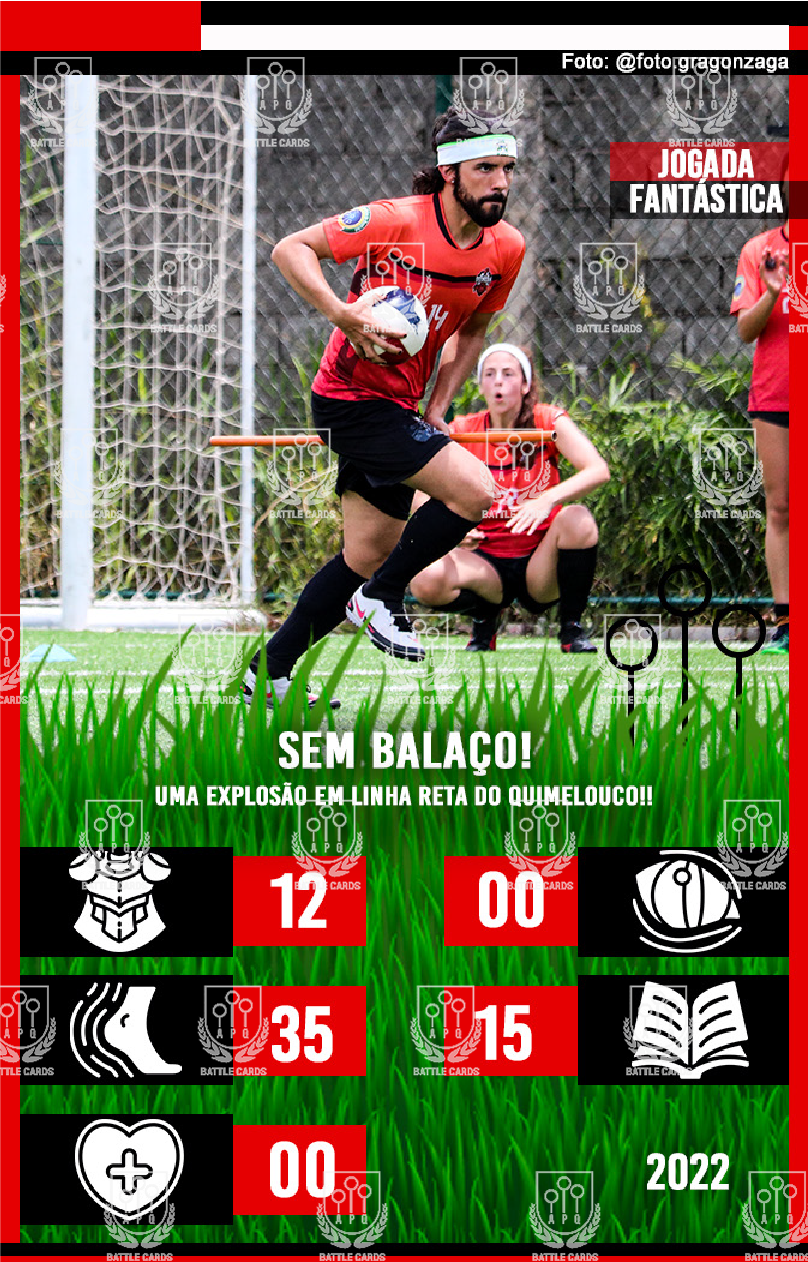 Foto: @foto.gragonzaga
JOGADA
FANTÁSTICA
14
SEM BALAÇO!
UMA EXPLOSÃO EM LINHA RETA DO QUIMELOUCO!!
12
00
35
15
00
2022
APQ
BATTLE CARDS